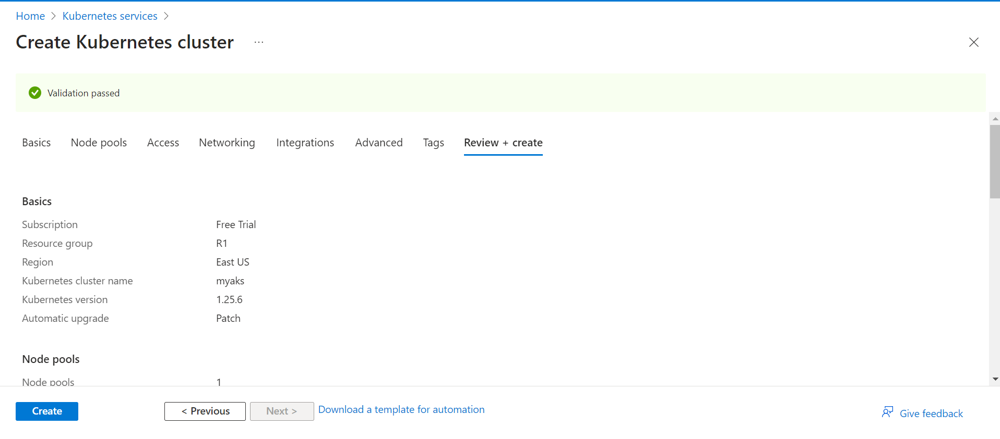 Home > Kubernetes services >
Create Kubernetes cluster ...
Validation passed
Basics Node pools Access Networking Integrations Advanced Tags Review + create
Basics
Subscription Free Trial
Resource group R1
Region East US
Kubernetes cluster name myaks
Kubernetes version 1.25.6
Automatic upgrade Patch
Node pools
Node pools 1
Create < Previous Next > Download a template for automation Give feedback